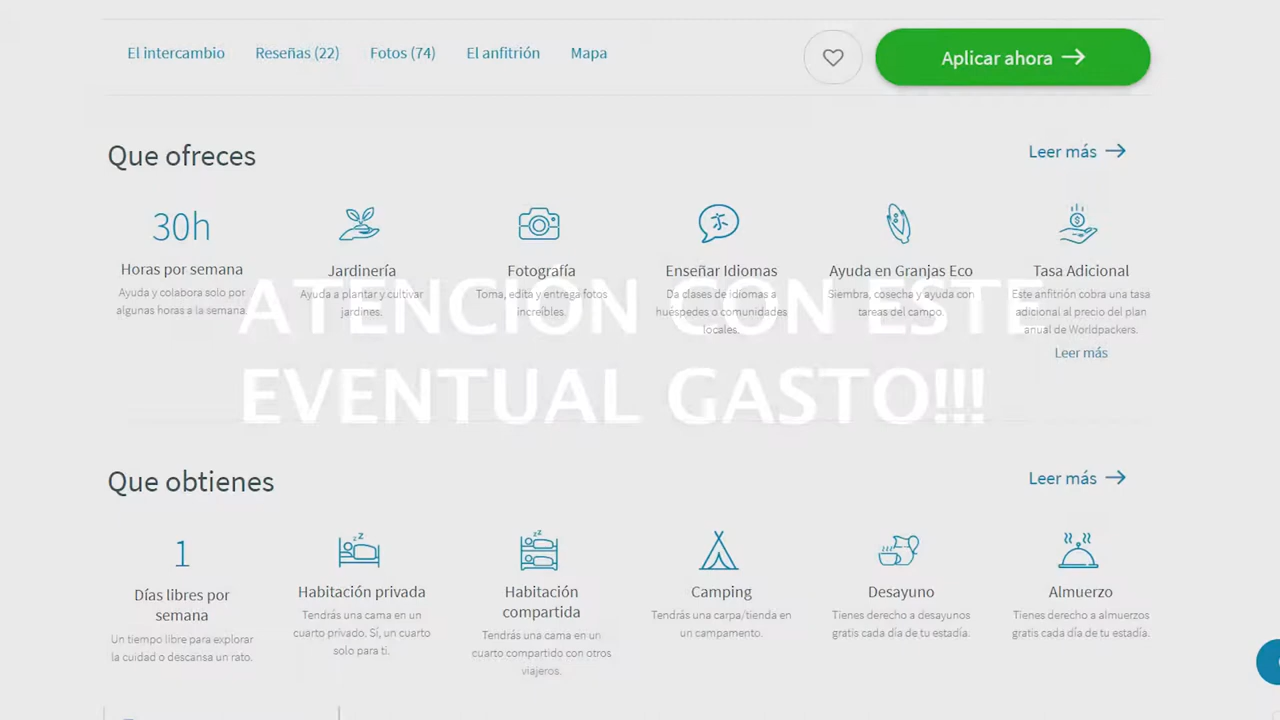 El intercambio Reseñas (22) Fotos (74) El anfitrión Mapa Aplicar ahora
Que ofreces Leer más
30h
Horas por semana
Ayuda y colabora solo por
algunas horas a la semana.
Jardinería
Ayuda a plantar y cultivar
jardines.
Fotografía
Toma, edita y entrega fotos
increíbles.
Enseñar Idiomas
Da clases de idiomas a
huéspedes o comunidades
locales.
Ayuda en Granjas Eco
Siembra, cosecha y ayuda con
tareas del campo.
Tasa Adicional
Este anfitrión cobra una tasa
adicional al precio del plan
anual de Worldpackers.
Leer más
ATENCIÓN CON ESTE
EVENTUAL GASTO!!!
Que obtienes Leer más
1
Días libres por
semana
Un tiempo libre para explorar
la cuidad o descansa un rato.
Habitación privada
Tendrás una cama en un
cuarto privado. Sí, un cuarto
solo para ti.
Habitación
compartida
Tendrás una cama en un
cuarto compartido con otros
viajeros.
Camping
Tendrás una carpa/tienda en
un campamento.
Desayuno
Tienes derecho a desayunos
gratis cada día de tu estadía.
Almuerzo
Tienes derecho a almuerzos
gratis cada día de tu estadía.